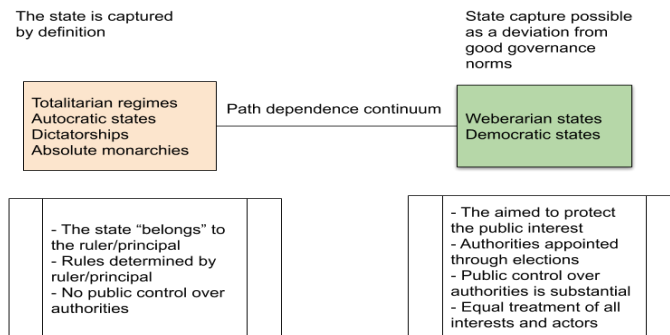 The state is captured
by definition
State capture possible
as a deviation from
good governance
norms
Totalitarian regimes
Autocratic states
Dictatorships
Absolute monarchies
Path dependence continuum
Weberarian states
Democratic states
- The state “belongs” to
the ruler/principal
- Rules determined by
ruler/principal
- No public control over
authorities
- The aimed to protect
the public interest
- Authorities appointed
through elections
- Public control over
authorities is substantial
- Equal treatment of all
interests and actors